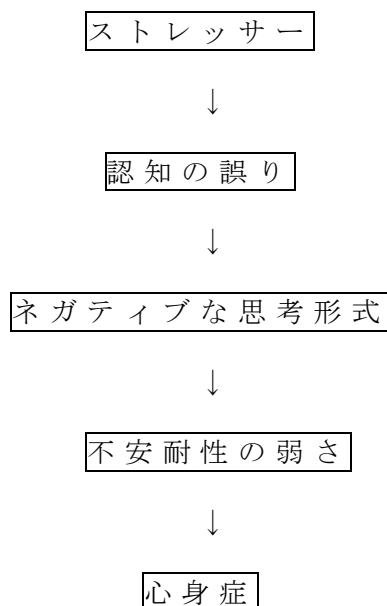 ストレッサー
↓
認知の誤り
↓
ネガティブな思考形式
↓
不安耐性の弱さ
↓
心身症